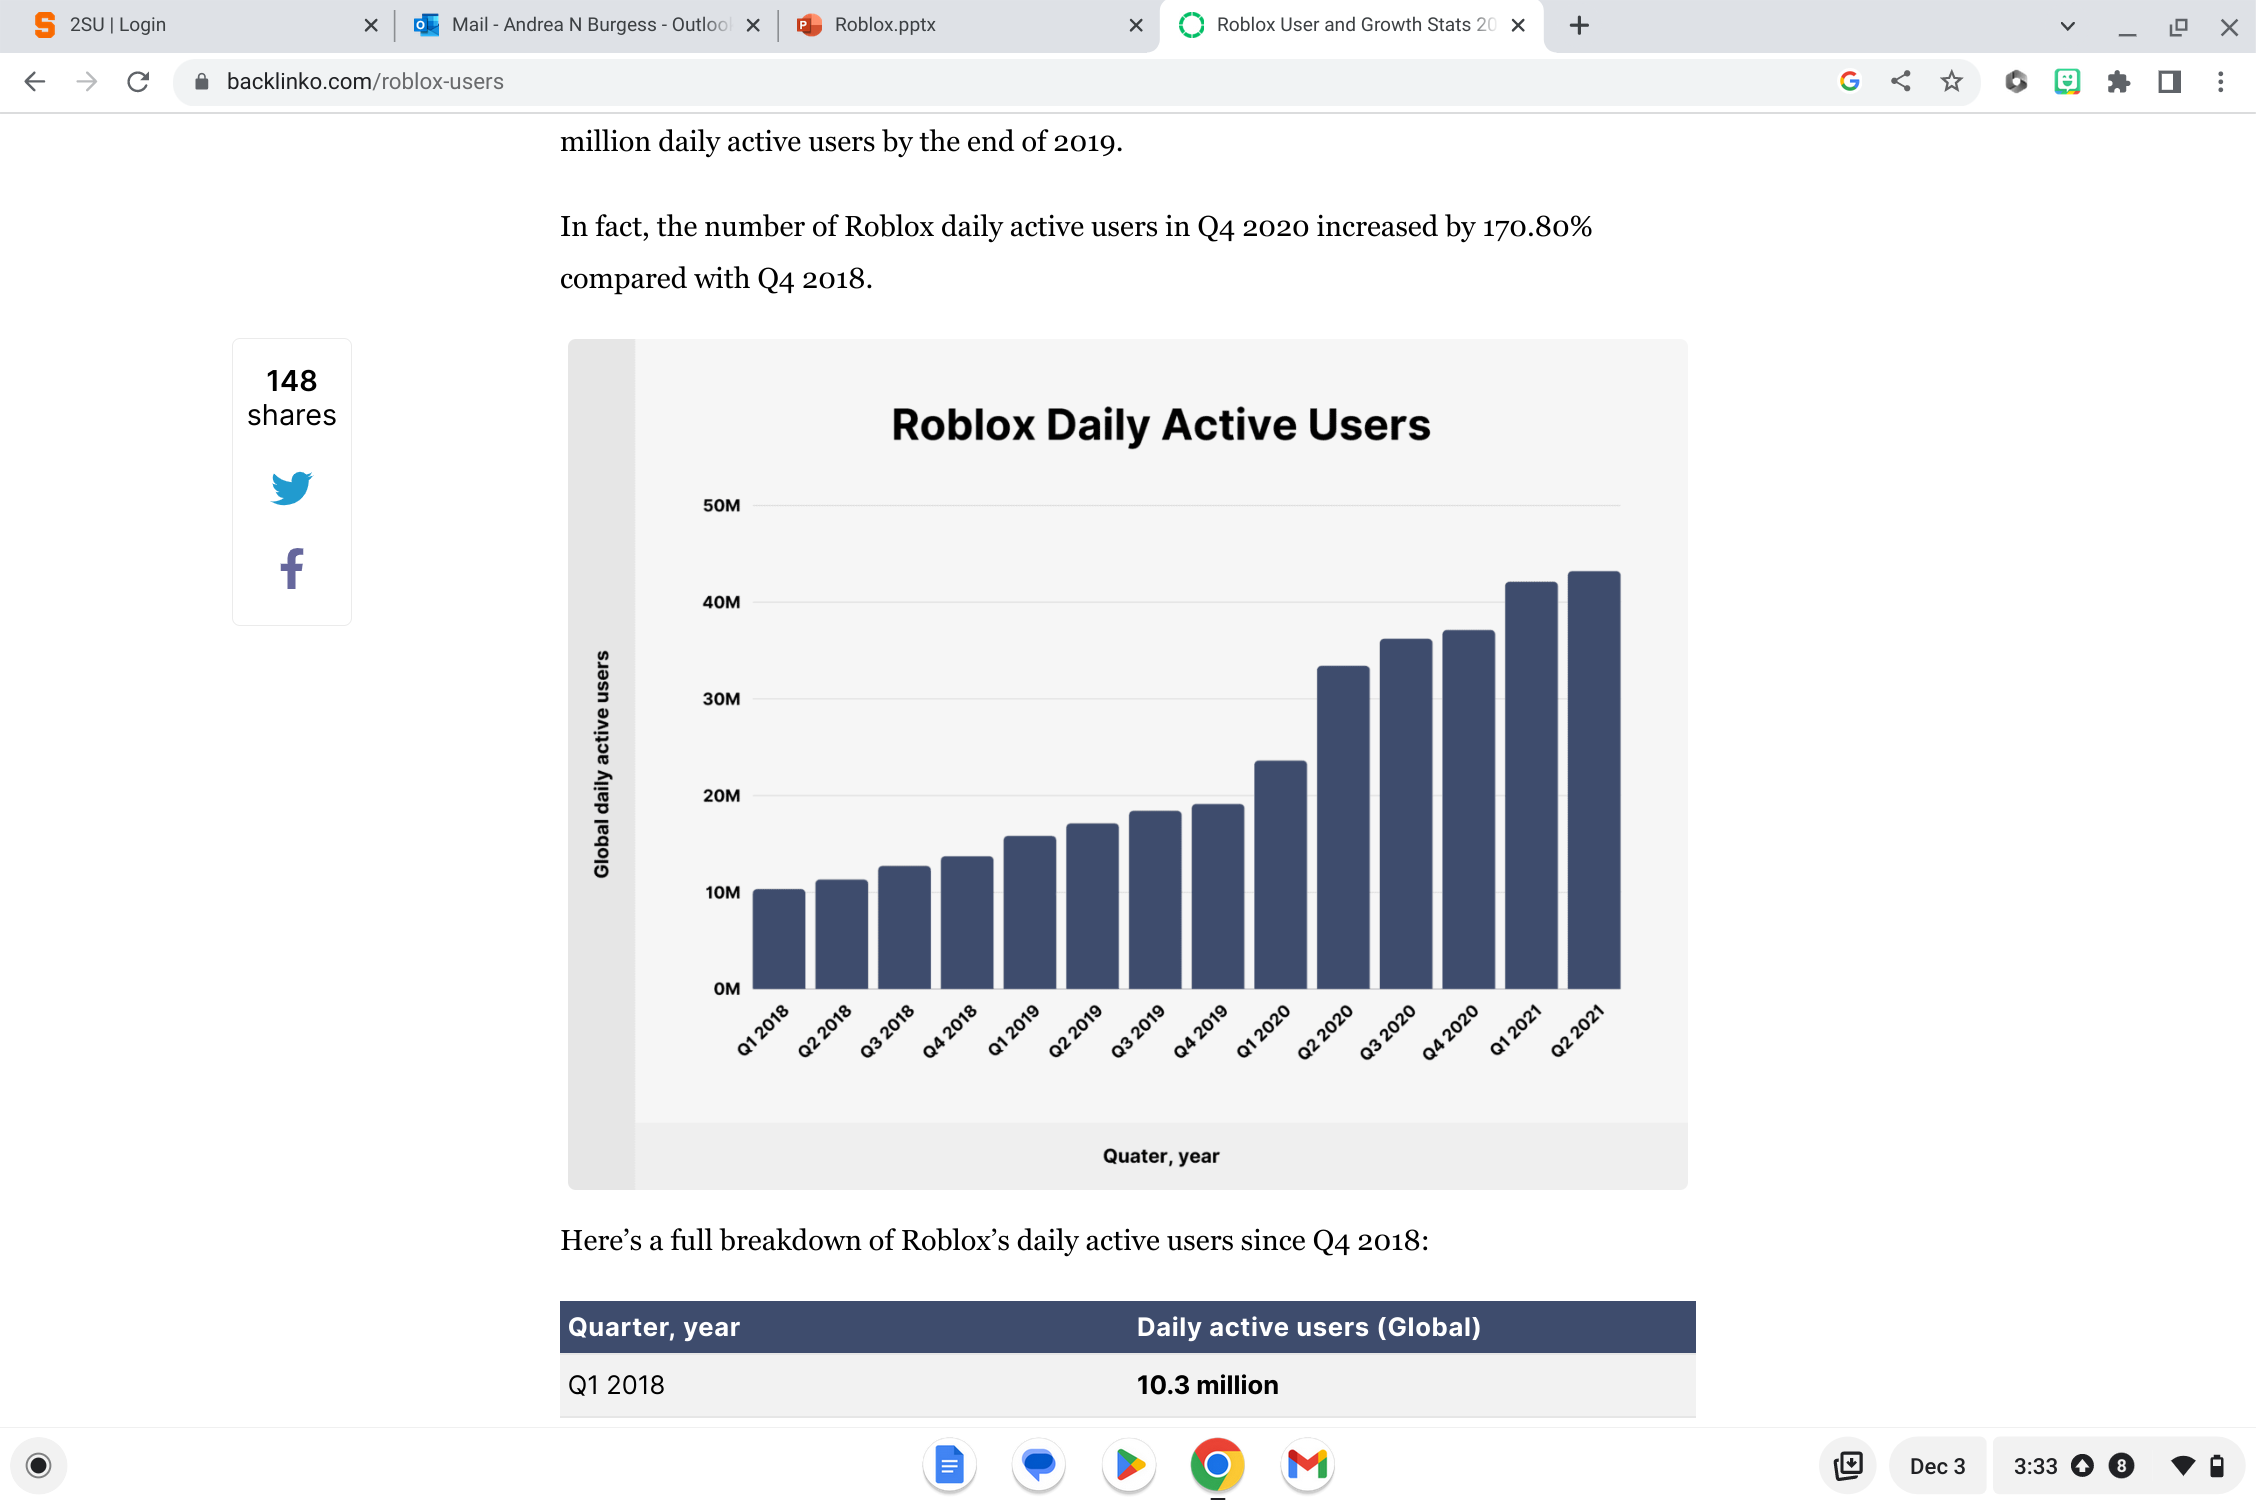 2SU | Login
Mail - Andrea N Burgess - Outlook
Roblox.pptx
Roblox User and Growth Stats 20
backlinko.com/roblox-users
million daily active users by the end of 2019.
In fact, the number of Roblox daily active users in Q4 2020 increased by 170.80%
compared with Q4 2018.
148
shares
Roblox Daily Active Users
Global daily active users
50M
40M
30M
20M
10M
0M
Q1 2018
Q2 2018
Q3 2018
Q4 2018
Q1 2019
Q2 2019
Q3 2019
Q4 2019
Q1 2020
Q2 2020
Q3 2020
Q4 2020
Q1 2021
Q2 2021
Quater, year
Here’s a full breakdown of Roblox’s daily active users since Q4 2018:
Quarter, year Daily active users (Global)
Q1 2018 10.3 million
Dec 3 3:33 8